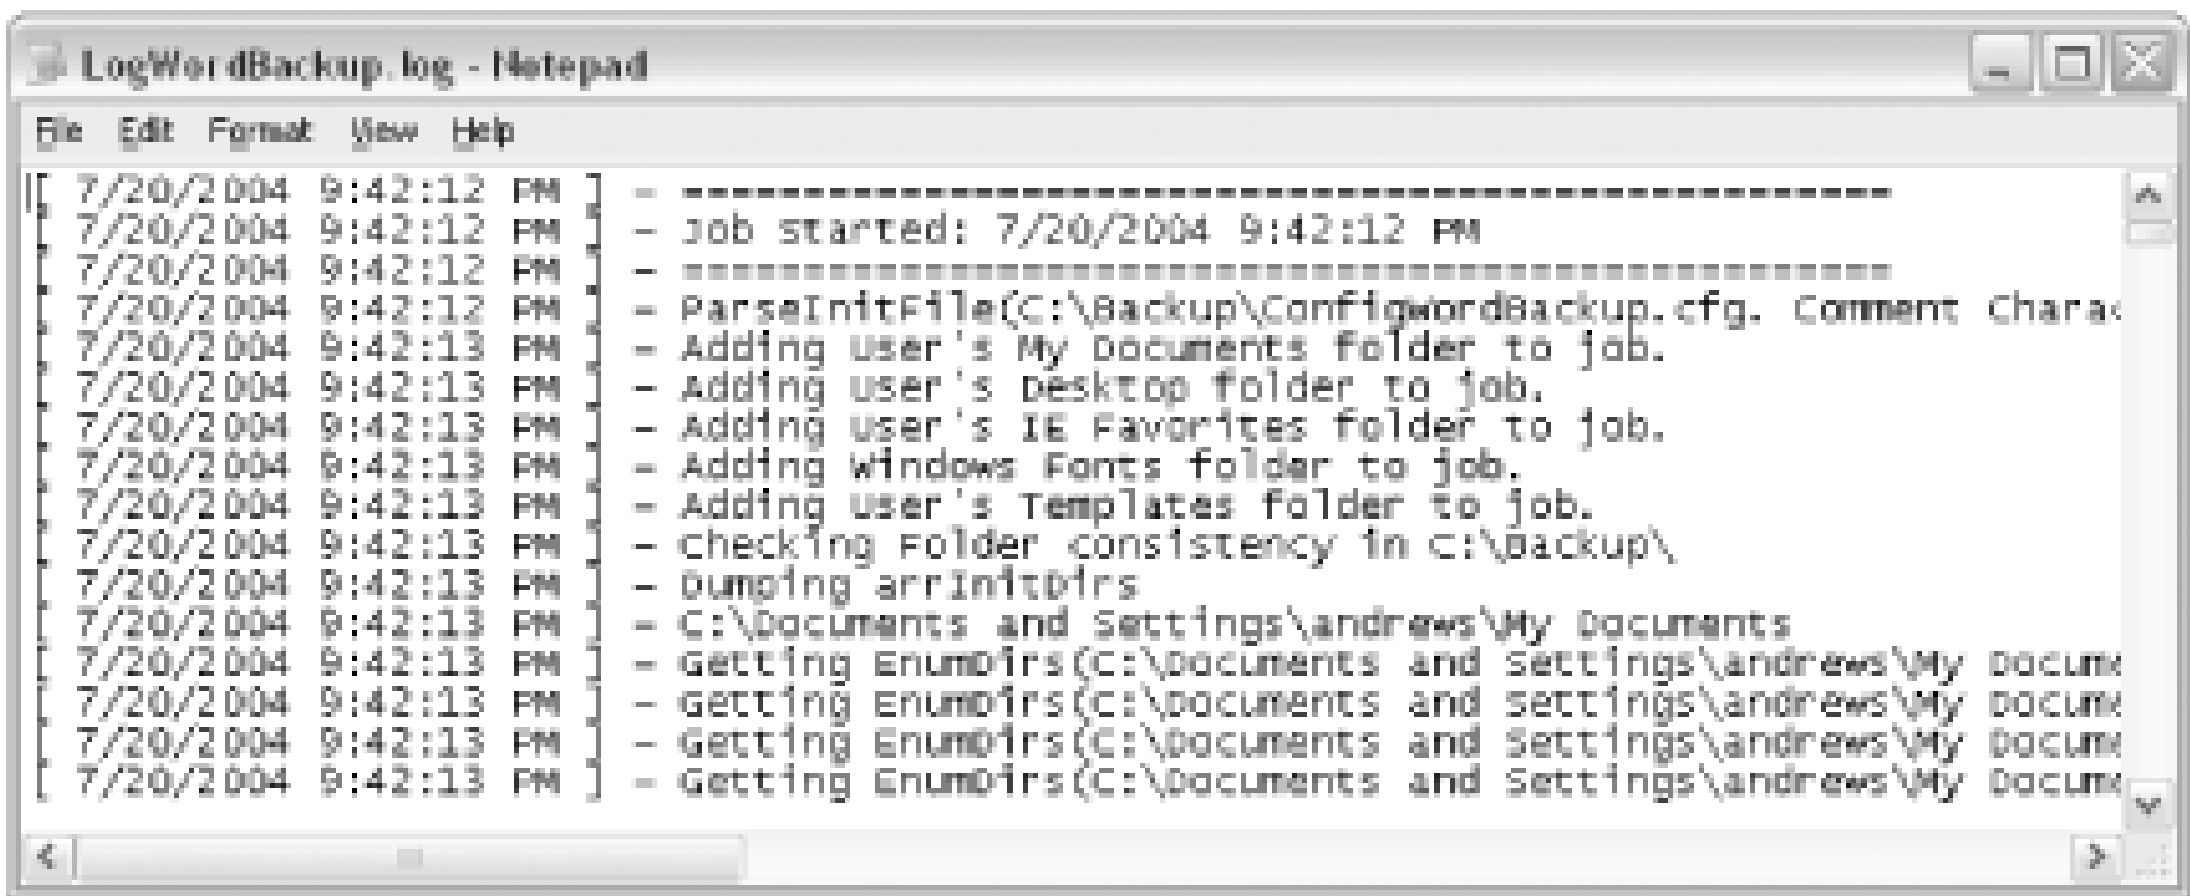 LogWordBackup.log - Notepad
File Edit Format View Help
[ 7/20/2004 9:42:12 PM ] - --------------------------------------------------
[ 7/20/2004 9:42:12 PM ] - Job Started: 7/20/2004 9:42:12 PM
[ 7/20/2004 9:42:12 PM ] - --------------------------------------------------
[ 7/20/2004 9:42:12 PM ] - ParseInitFile(C:\Backup\ConfigWordBackup.cfg. Comment Charac
[ 7/20/2004 9:42:13 PM ] - Adding User's My Documents folder to job.
[ 7/20/2004 9:42:13 PM ] - Adding User's Desktop folder to job.
[ 7/20/2004 9:42:13 PM ] - Adding User's IE Favorites folder to job.
[ 7/20/2004 9:42:13 PM ] - Adding Windows Fonts folder to job.
[ 7/20/2004 9:42:13 PM ] - Adding User's Templates folder to job.
[ 7/20/2004 9:42:13 PM ] - Checking Folder consistency in C:\Backup\
[ 7/20/2004 9:42:13 PM ] - Dumping arrInitDirs
[ 7/20/2004 9:42:13 PM ] - C:\Documents and Settings\andrews\My Documents
[ 7/20/2004 9:42:13 PM ] - Getting EnumDirs(C:\Documents and Settings\andrews\My Docume
[ 7/20/2004 9:42:13 PM ] - Getting EnumDirs(C:\Documents and Settings\andrews\My Docume
[ 7/20/2004 9:42:13 PM ] - Getting EnumDirs(C:\Documents and Settings\andrews\My Docume
[ 7/20/2004 9:42:13 PM ] - Getting EnumDirs(C:\Documents and Settings\andrews\My Docume